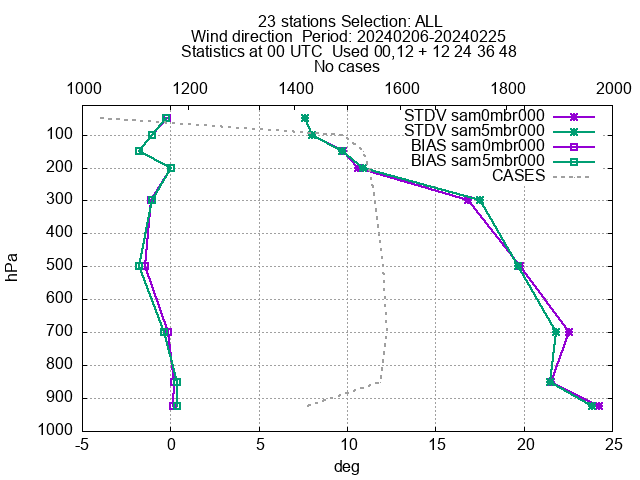 23 stations Selection: ALL
Wind direction  Period: 20240206-20240225
Statistics at 00 UTC  Used 00,12 + 12 24 36 48
No cases
1000 1200 1400 1600 1800 2000
STDV sam0mbr000
STDV sam5mbr000
BIAS sam0mbr000
BIAS sam5mbr000
CASES
100
200
300
400
500
600
700
800
900
1000
hPa
-5 0 5 10 15 20 25
deg